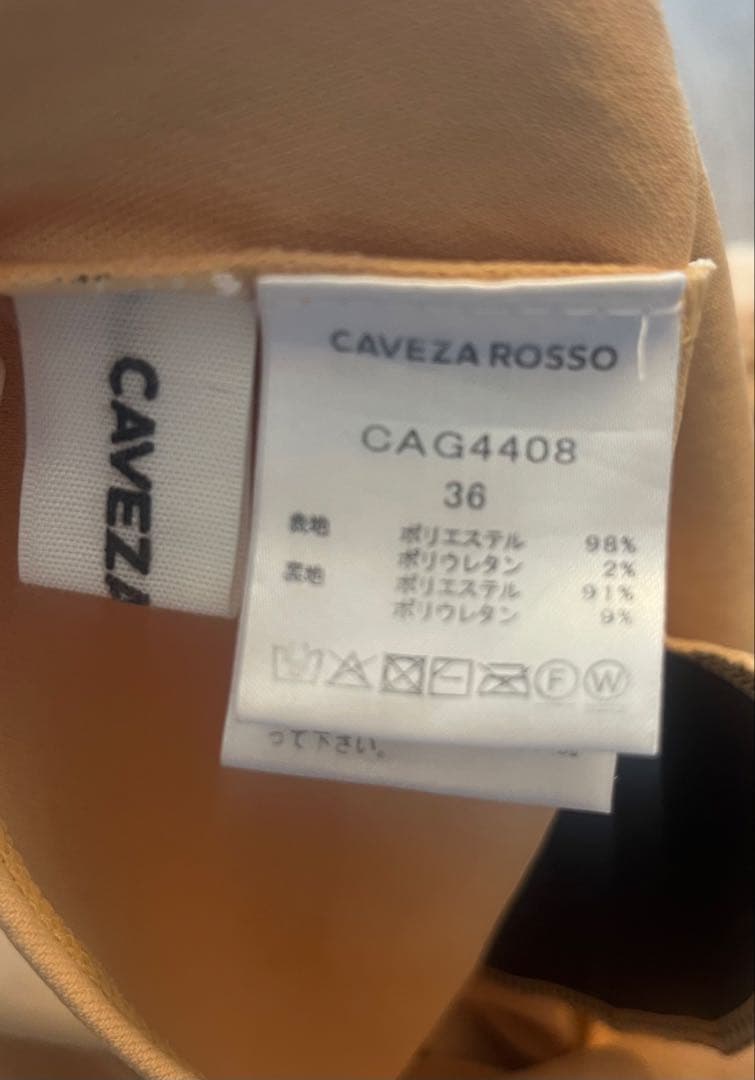 CAVEZA
CAVEZA ROSSO
CAG4408
36
表地 ポリエステル 98%
ポリウレタン 2%
裏地 ポリエステル 91%
ポリウレタン 9%
F W
って下さい。